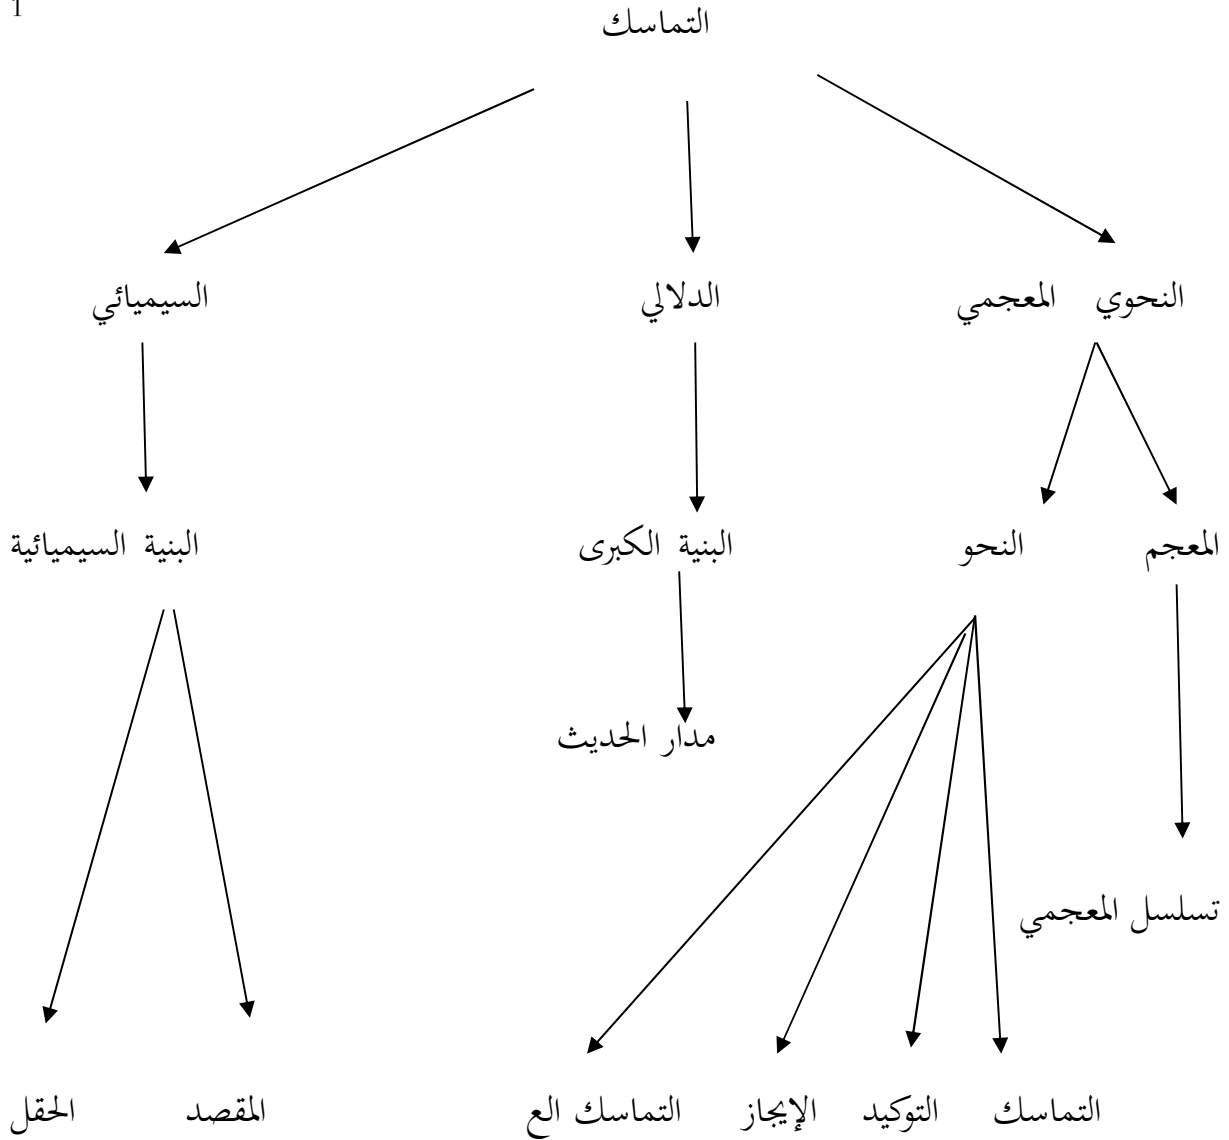 1
التماسك
النحوي المعجمي الدلالي السيميائي
المعجم النحو البنية الكبرى البنية السيميائية
مدار الحديث
تسلسل المعجمي
التماسك التوكيد الإيجاز التماسك الع المقصد الحقل